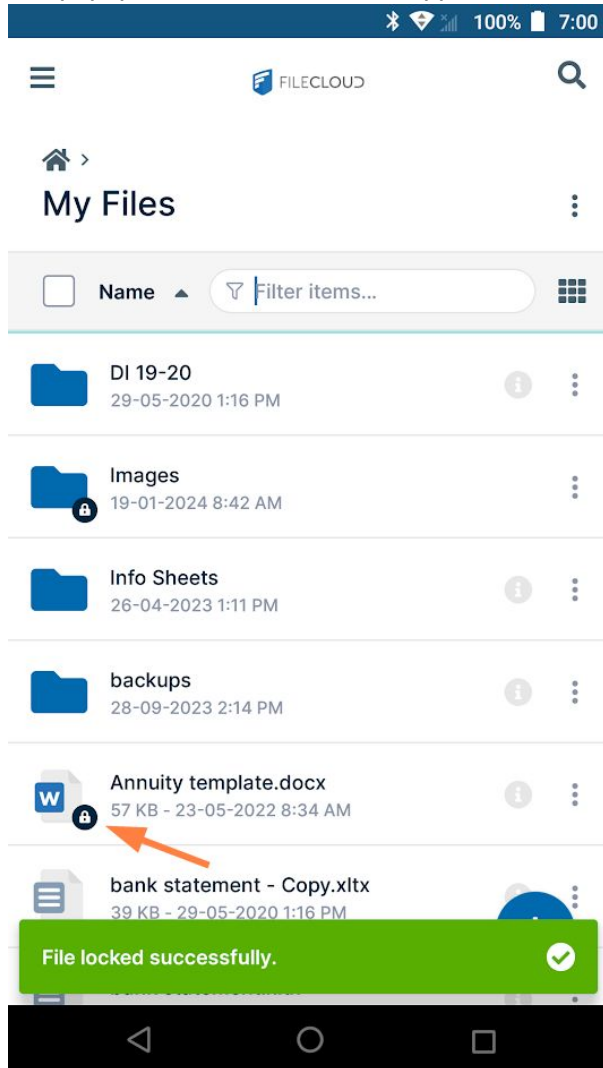 100% 7:00
FILECLOUD
My Files
Name Filter items...
DI 19-20
29-05-2020 1:16 PM
Images
19-01-2024 8:42 AM
Info Sheets
26-04-2023 1:11 PM
backups
28-09-2023 2:14 PM
W
Annuity template.docx
57 KB - 23-05-2022 8:34 AM
bank statement - Copy.xltx
39 KB - 29-05-2020 1:16 PM
File locked successfully.